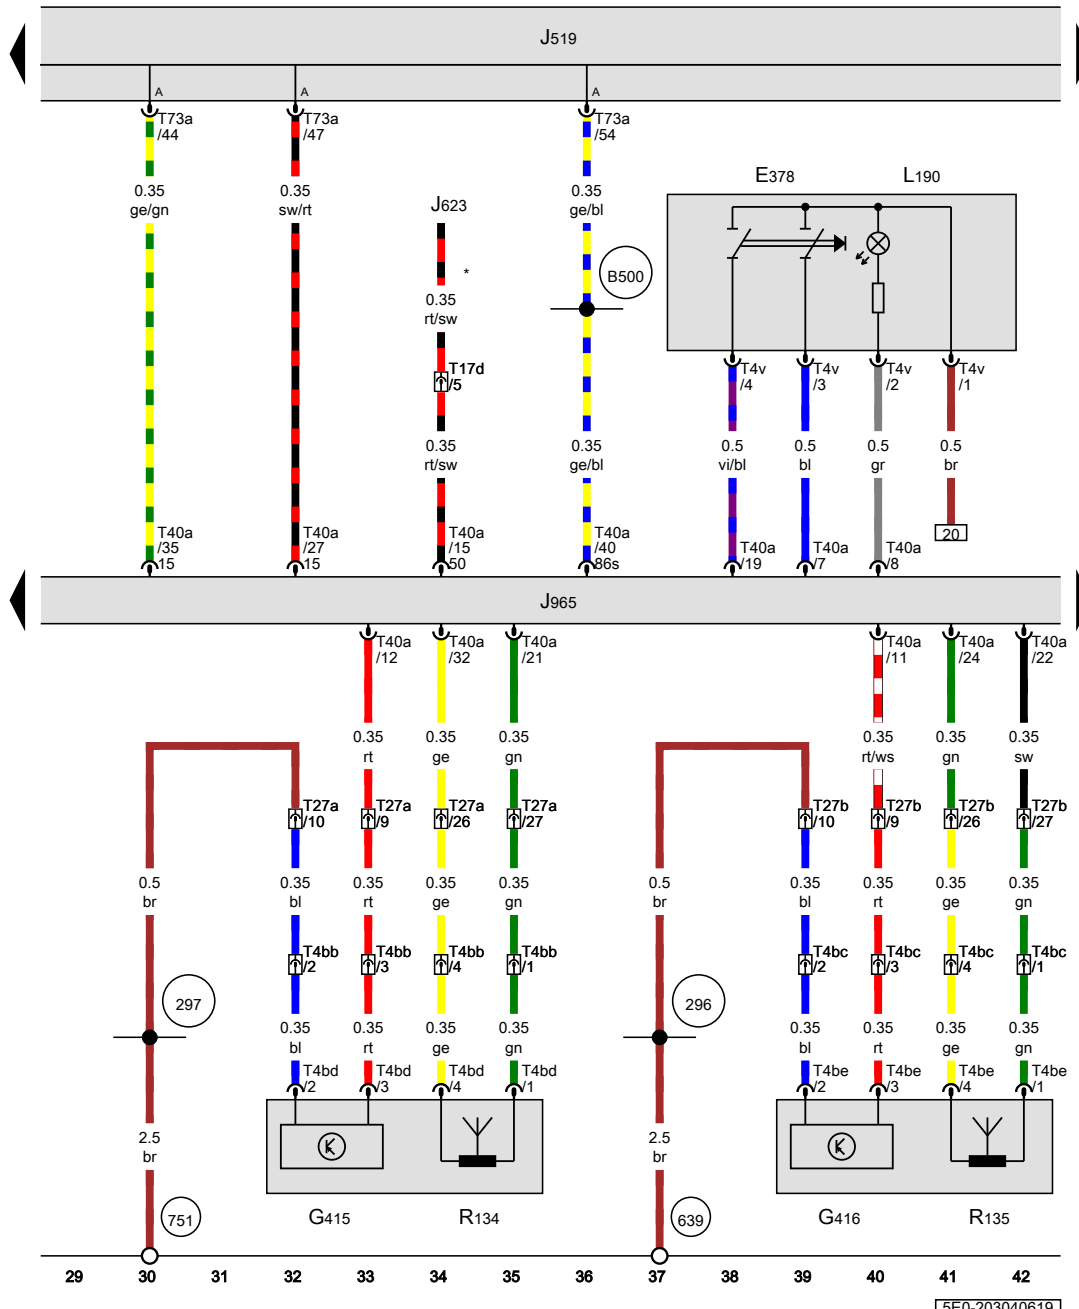 J519
A A A
T73a T73a T73a
/44 /47 /54
E378 L190
0.35 0.35 0.35
ge/gn sw/rt J623 ge/bl
*
B500
0.35
rt/sw
T17d T4v T4v T4v T4v
/5 /4 /3 /2 /1
0.35 0.35 0.5 0.5 0.5 0.5
rt/sw ge/bl vi/bl bl gr br
T40a T40a T40a T40a 20
/35 /27 /15 /40 T40a T40a T40a
15 15 50 86s /19 /7 /8
J965
T40a T40a T40a T40a T40a T40a
/12 /32 /21 /11 /24 /22
0.35 0.35 0.35 0.35 0.35 0.35
rt ge gn rt/ws gn sw
T27a T27a T27a T27a T27b T27b T27b T27b
/10 /9 /26 /27 /10 /9 /26 /27
0.5 0.35 0.35 0.35 0.35 0.5 0.35 0.35 0.35 0.35
br bl rt ge gn br bl rt ge gn
T4bb T4bb T4bb T4bb T4bc T4bc T4bc T4bc
/2 /3 /4 /1 /2 /3 /4 /1
297 296
0.35 0.35 0.35 0.35 0.35 0.35 0.35 0.35
bl rt ge gn bl rt ge gn
T4bd T4bd T4bd T4bd T4be T4be T4be T4be
/2 /3 /4 /1 /2 /3 /4 /1
2.5 2.5
br br
751 G415 R134 639 G416 R135
29 30 31 32 33 34 35 36 37 38 39 40 41 42
5E0-203040619